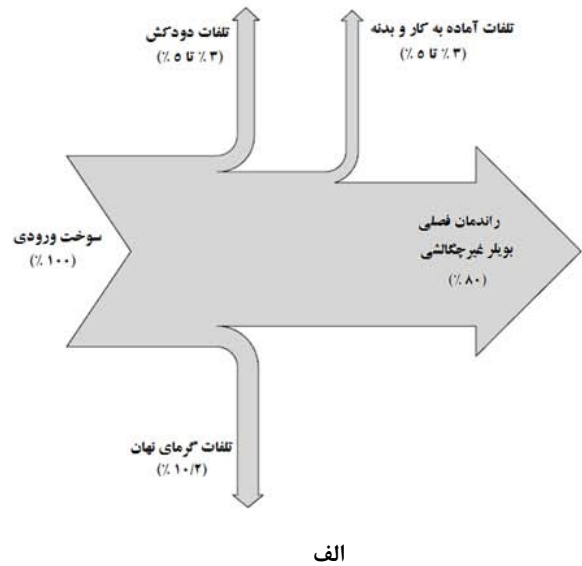 تلفات آماده به کار و بدنه
(٪ ۳ تا ٪ ۵)
تلفات دودکش
(٪ ۳ تا ٪ ۵)
سوخت ورودی
(٪ ۱۰۰)
راندمان فصلی
بویلر غیرچگالشی
(٪ ۸۰)
تلفات گرمای نهان
(٪ ۱۰/۲)
الف